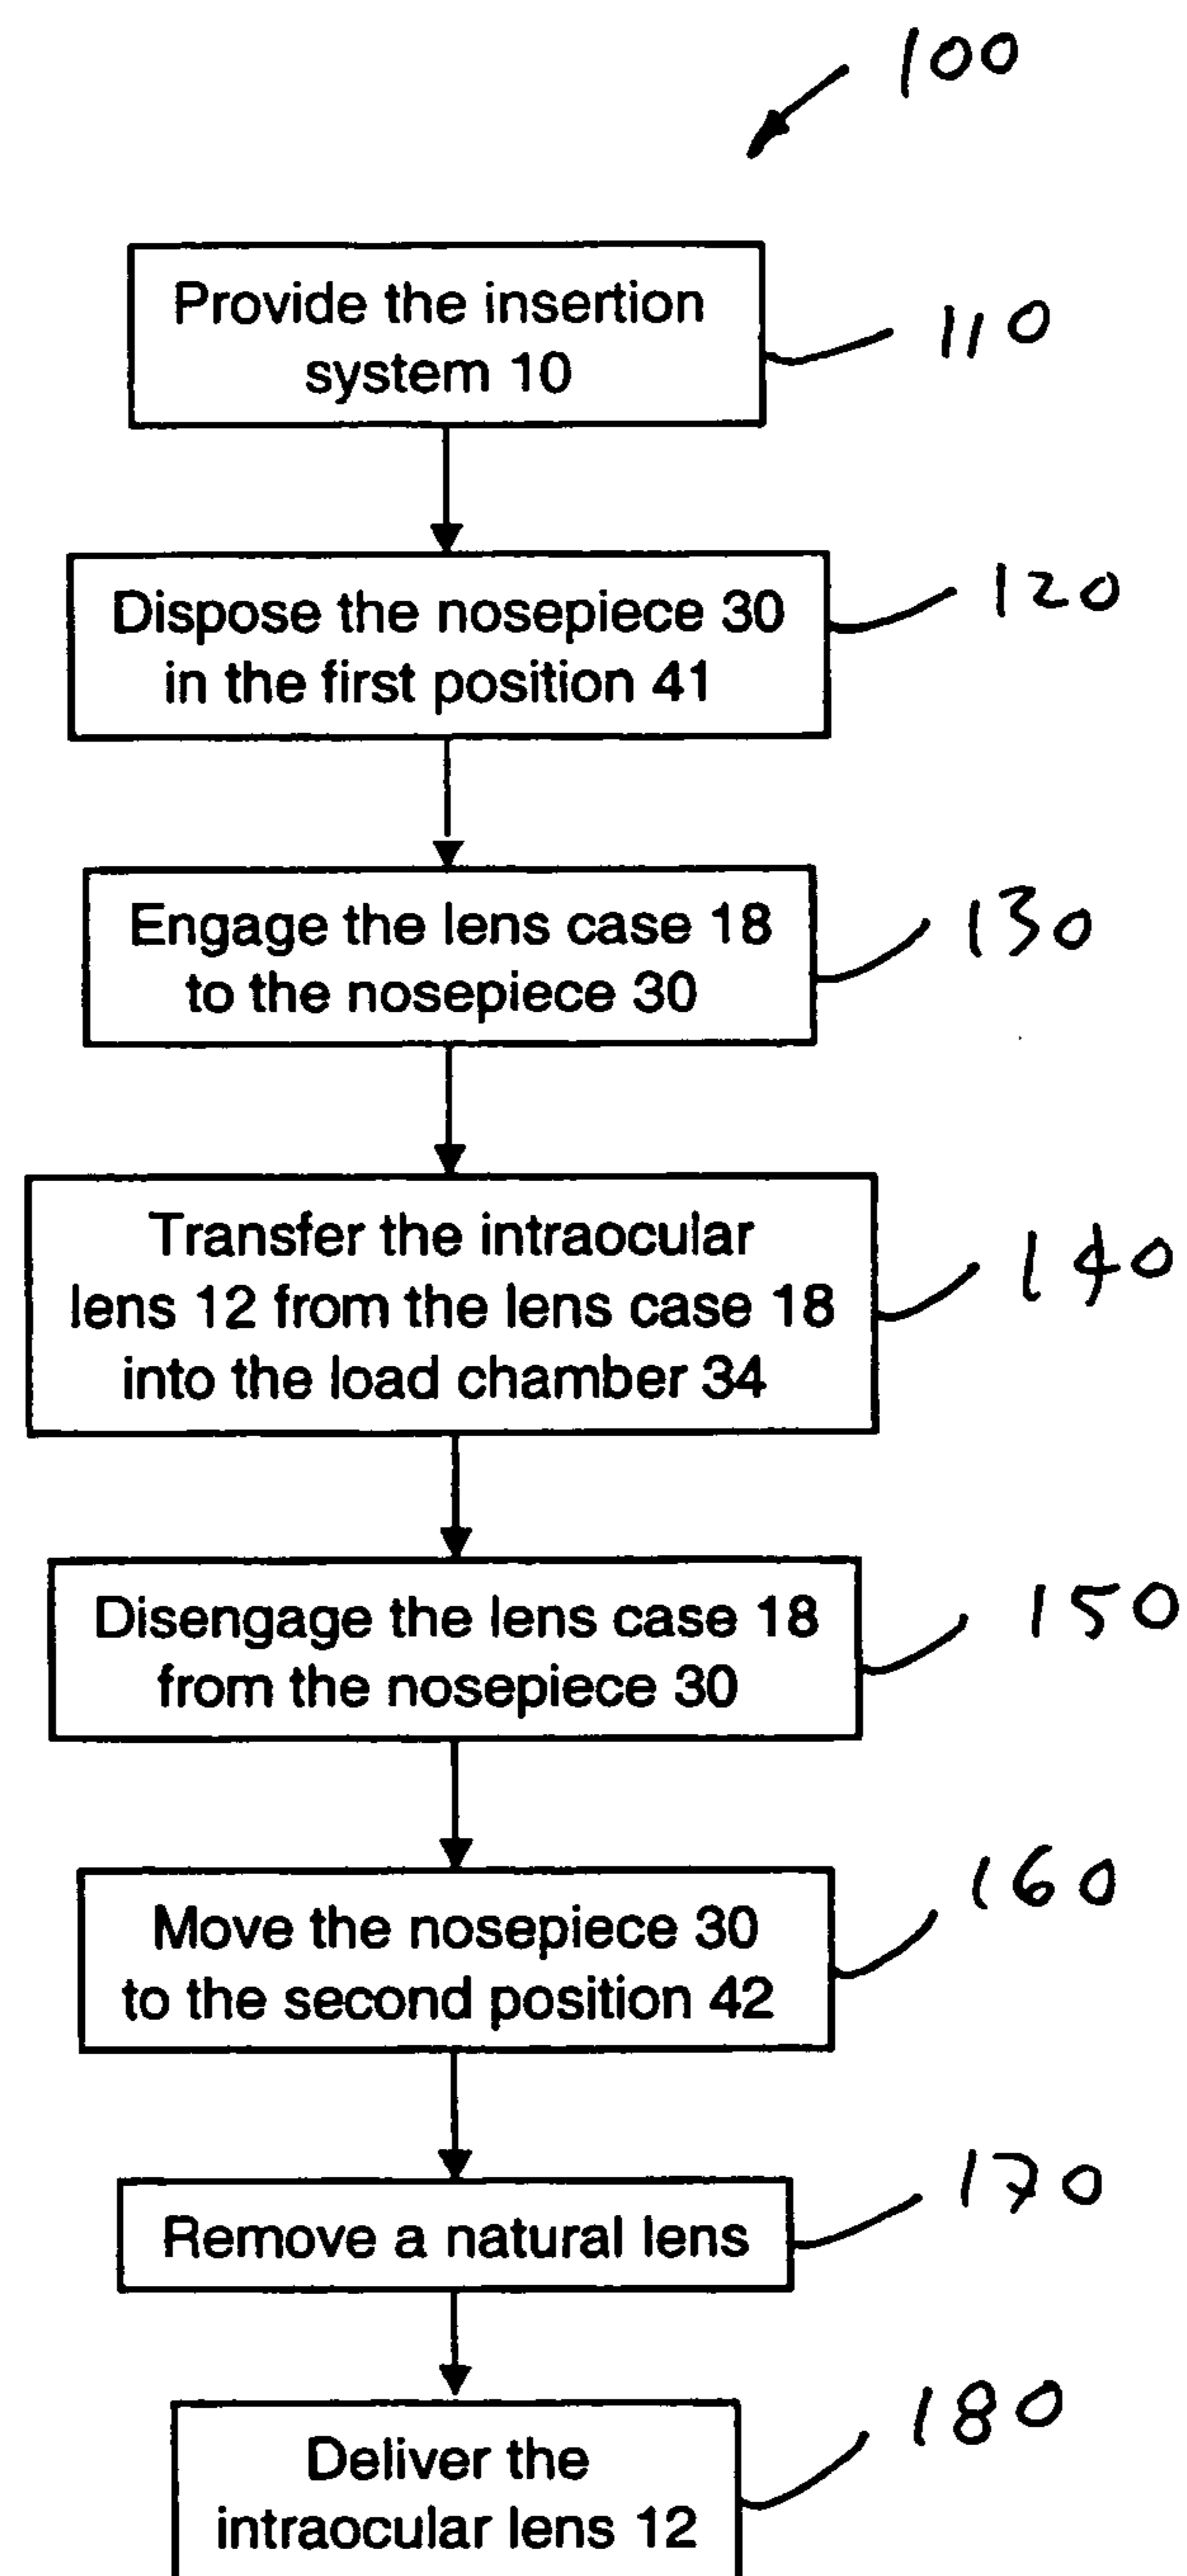 100
Provide the insertion
system 10
110
Dispose the nosepiece 30
in the first position 41
120
Engage the lens case 18
to the nosepiece 30
130
Transfer the intraocular
lens 12 from the lens case 18
into the load chamber 34
140
Disengage the lens case 18
from the nosepiece 30
150
Move the nosepiece 30
to the second position 42
160
Remove a natural lens
170
Deliver the
intraocular lens 12
180